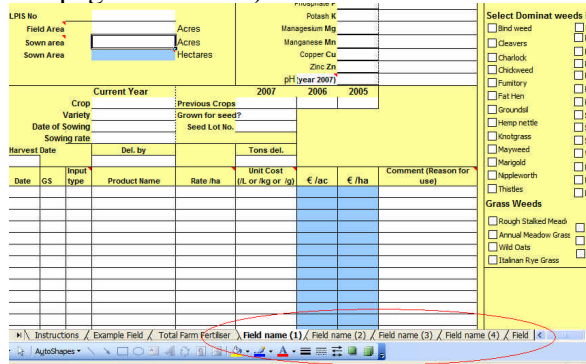 Phosphate P
LPIS No Potash K Select Dominat weeds
Field Area Acres Managesium Mg Bind weed
Sown area Acres Manganese Mn Cleavers
Sown Area Hectares Copper Cu Charlock
Zinc Zn Chickweed
pH (year 2007) Fumitory
Current Year 2007 2006 2005 Fat Hen
Crop Previous Crops Groundsil
Variety Grown for seed? Hemp nettle
Date of Sowing Seed Lot No. Knotgrass
Sowing rate Mayweed
Harvest Date Del. by Tons del. Marigold
Nippleworth
Thistles
Date GS Input type Product Name Rate /ha Unit Cost (/L or /kg or /g) € /ac € /ha Comment (Reason for use)
Grass Weeds
Rough Stalked Mead
Annual Meadow Grass
Wild Oats
Italinan Rye Grass
Instructions / Example Field / Total Farm Fertiliser \ Field name (1) / Field name (2) / Field name (3) / Field name (4) / Field
AutoShapes